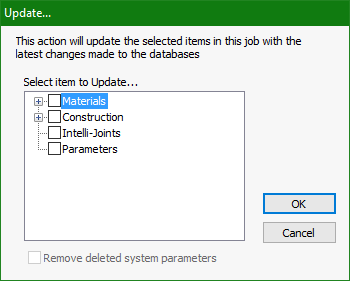 Update...
This action will update the selected items in this job with the
latest changes made to the databases
Select item to Update...
Materials
Construction
Intelli-Joints
Parameters
OK
Cancel
Remove deleted system parameters